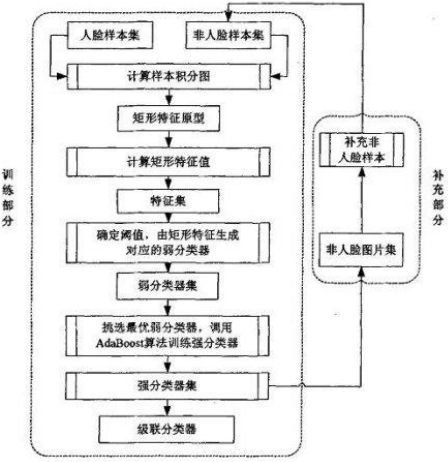 人脸样本集
非人脸样本集
计算样本积分图
矩形特征原型
计算矩形特征值
特征集
确定阈值，由矩形特征生成
对应的弱分类器
弱分类器集
挑选最优弱分类器，调用
AdaBoost算法训练强分类器
强分类器集
级联分类器
训练部分
补充非
人脸样本
非人脸图片集
补充部分